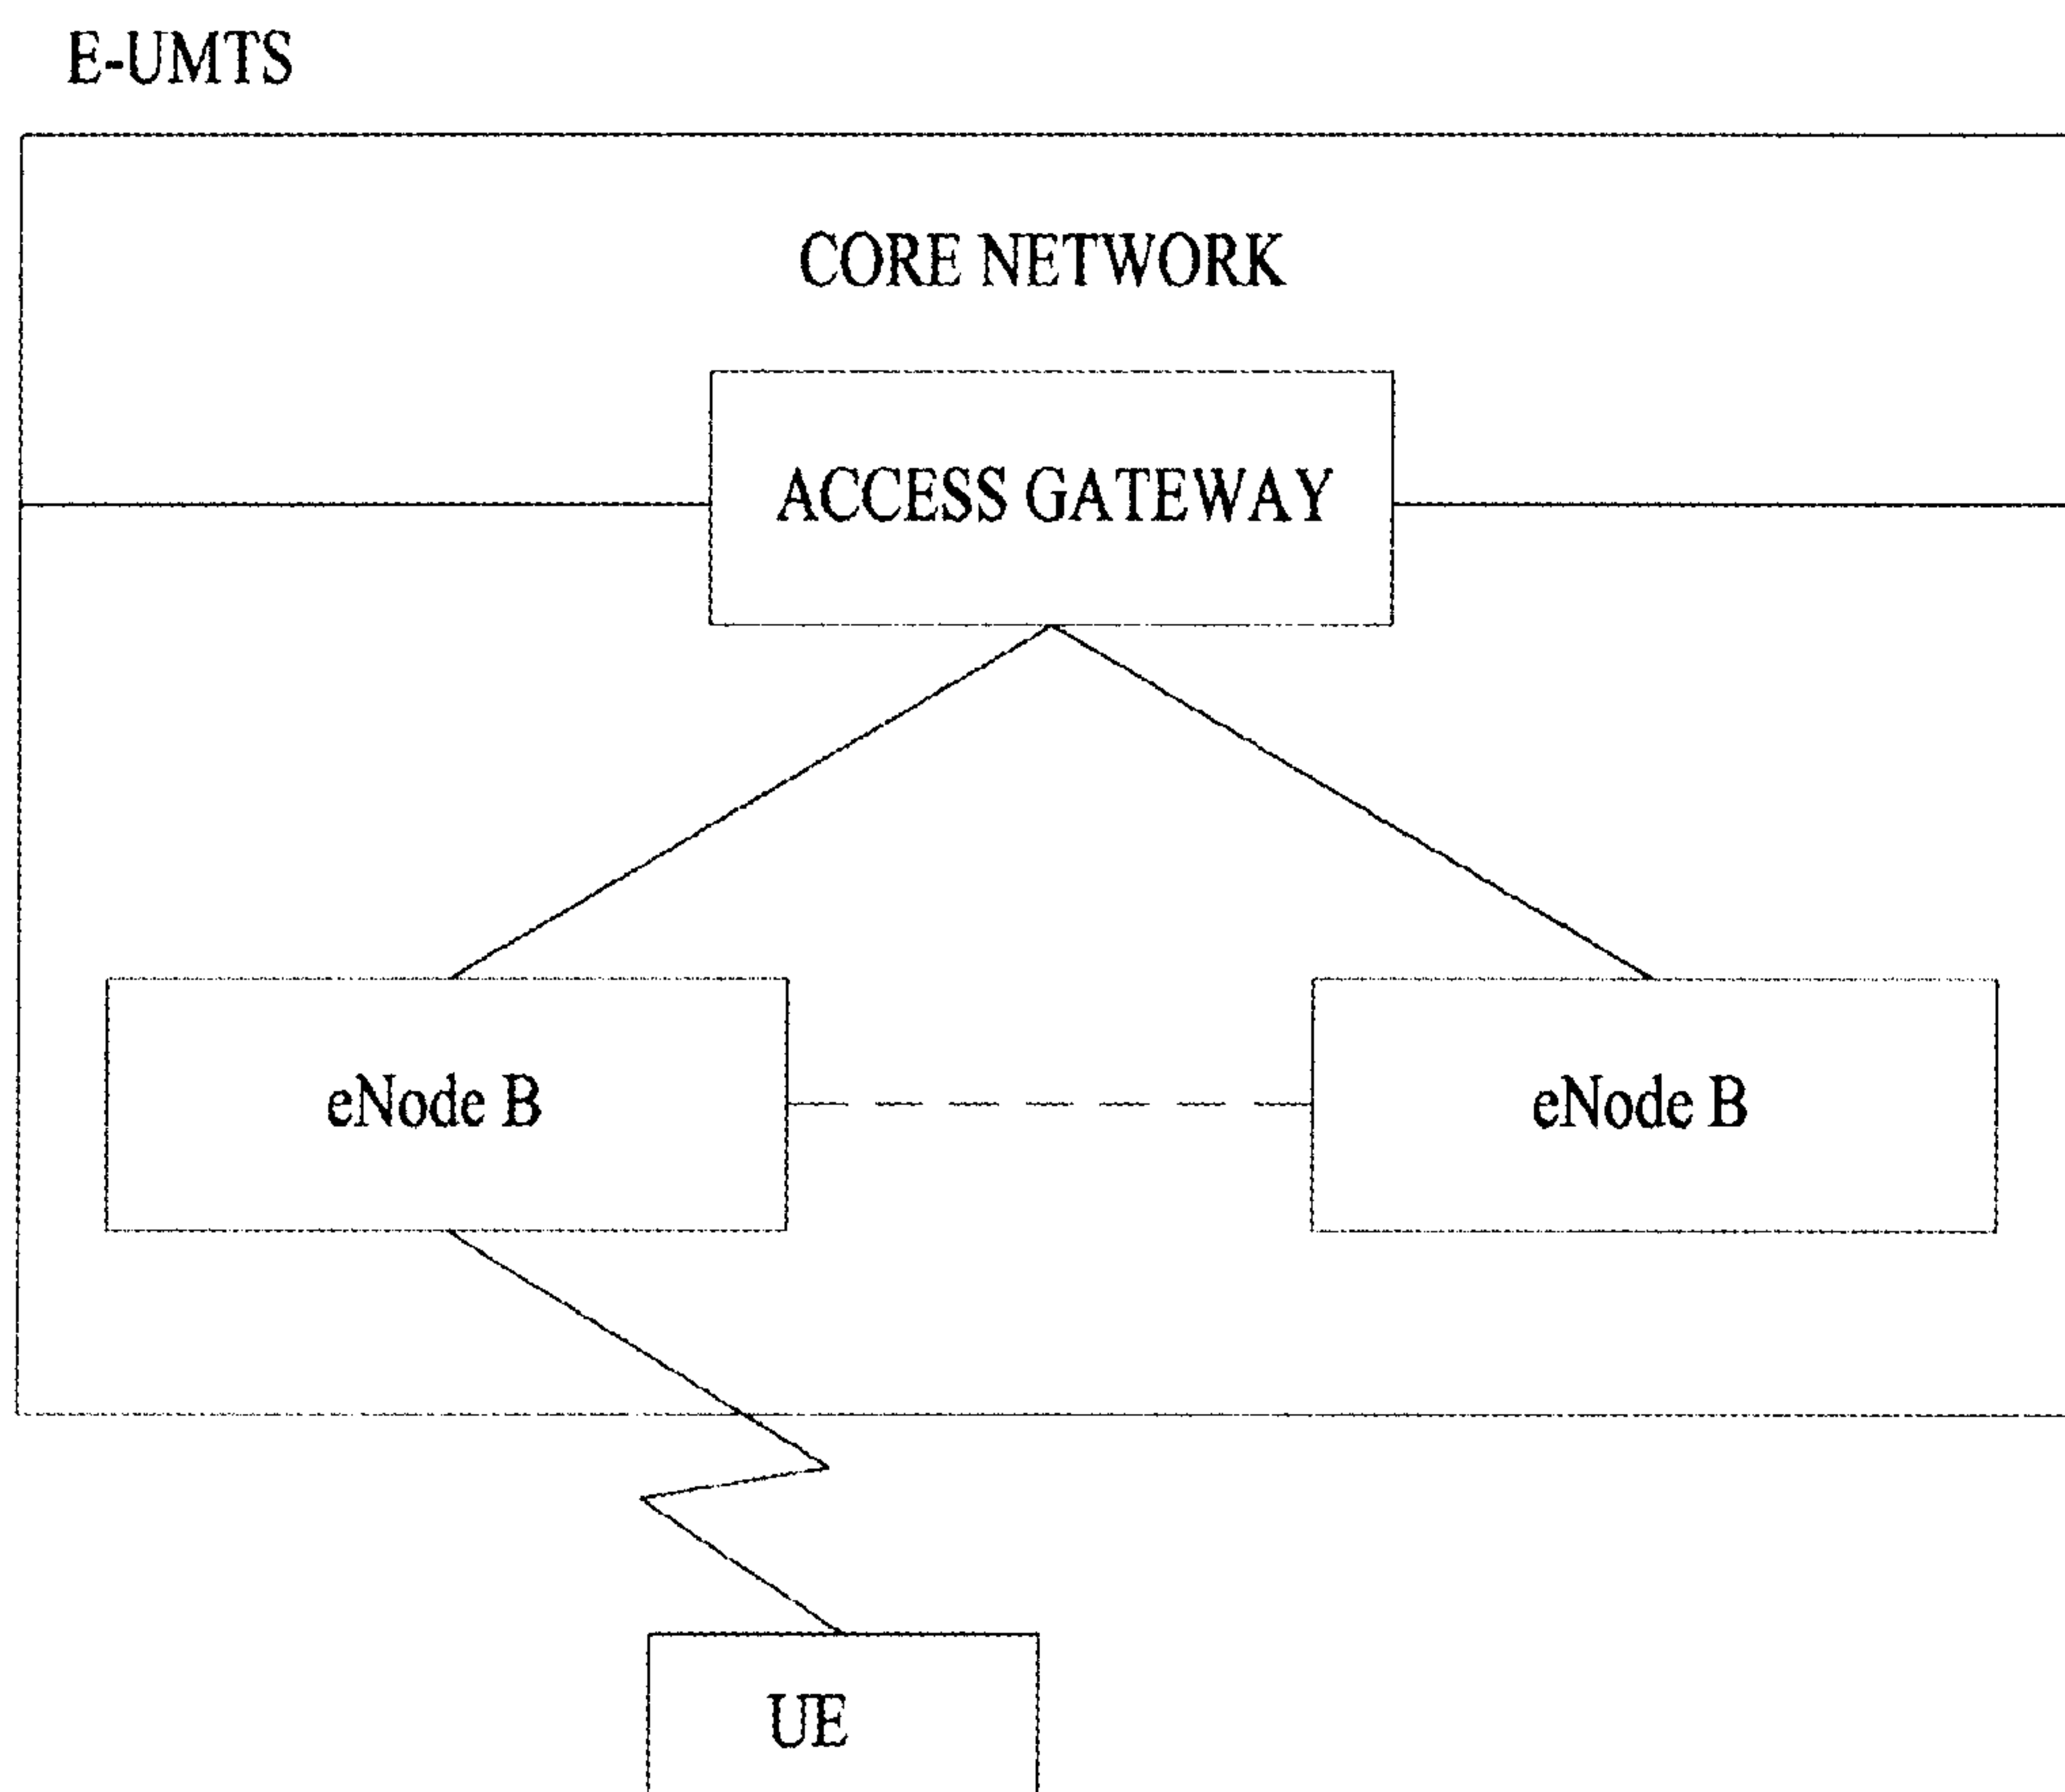 E-UMTS
CORE NETWORK
ACCESS GATEWAY
eNode B
eNode B
UE